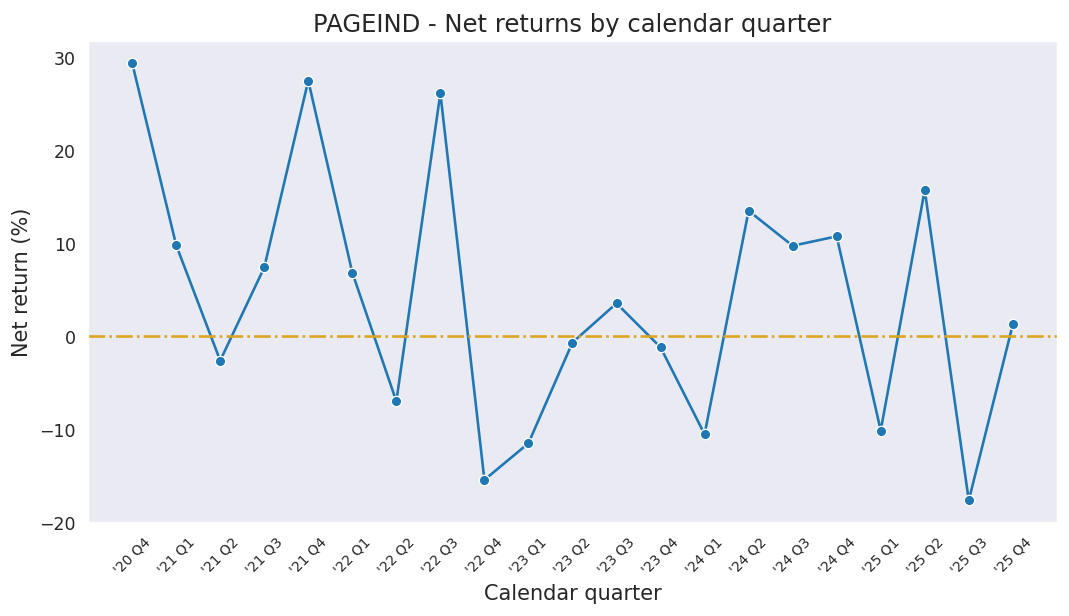 PAGEIND - Net returns by calendar quarter
Net return (%)
30
20
10
0
−10
−20
'20 Q4
'21 Q1
'21 Q2
'21 Q3
'21 Q4
'22 Q1
'22 Q2
'22 Q3
'22 Q4
'23 Q1
'23 Q2
'23 Q3
'23 Q4
'24 Q1
'24 Q2
'24 Q3
'24 Q4
'25 Q1
'25 Q2
'25 Q3
'25 Q4
Calendar quarter